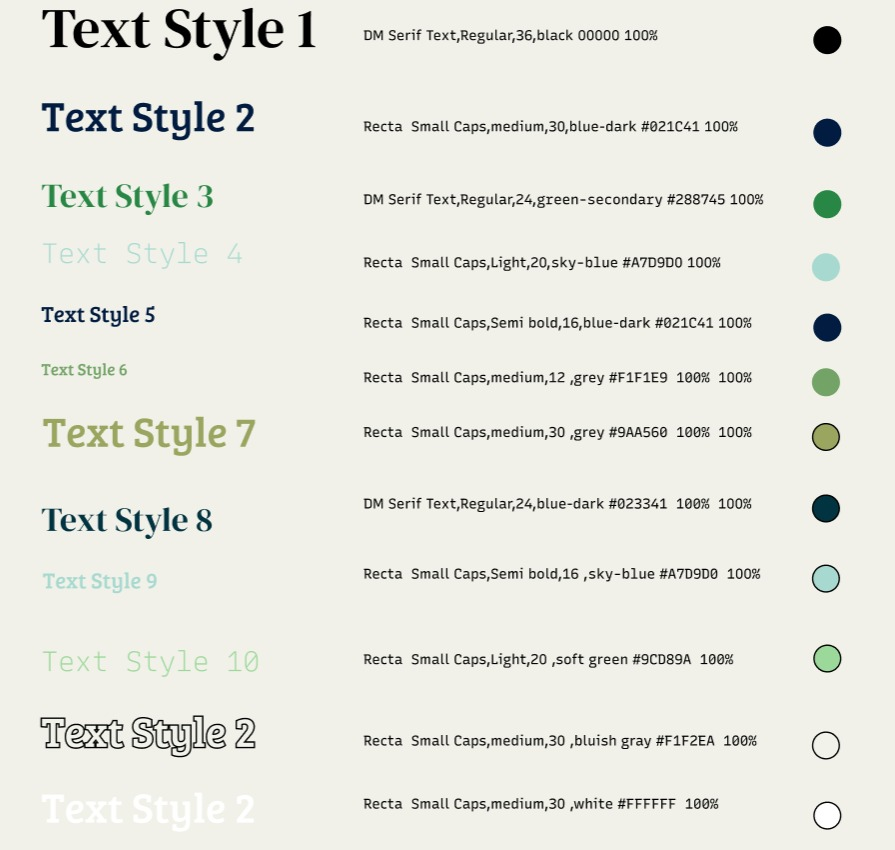 Text Style 1
DM Serif Text,Regular,36,black 00000 100%
Text Style 2
Recta  Small Caps,medium,30,blue-dark #021C41 100%
Text Style 3
DM Serif Text,Regular,24,green-secondary #288745 100%
Text Style 4
Recta  Small Caps,Light,20,sky-blue #A7D9D0 100%
Text Style 5
Recta  Small Caps,Semi bold,16,blue-dark #021C41 100%
Text Style 6
Recta  Small Caps,medium,12 ,grey #F1F1E9  100%  100%
Text Style 7
Recta  Small Caps,medium,30 ,grey #9AA560  100%  100%
Text Style 8
DM Serif Text,Regular,24,blue-dark #023341  100%  100%
Text Style 9
Recta  Small Caps,Semi bold,16 ,sky-blue #A7D9D0  100%
Text Style 10
Recta  Small Caps,Light,20 ,soft green #9CD89A  100%
Text Style 2
Recta  Small Caps,medium,30 ,bluish gray #F1F2EA  100%
Text Style 2
Recta  Small Caps,medium,30 ,white #FFFFFF  100%